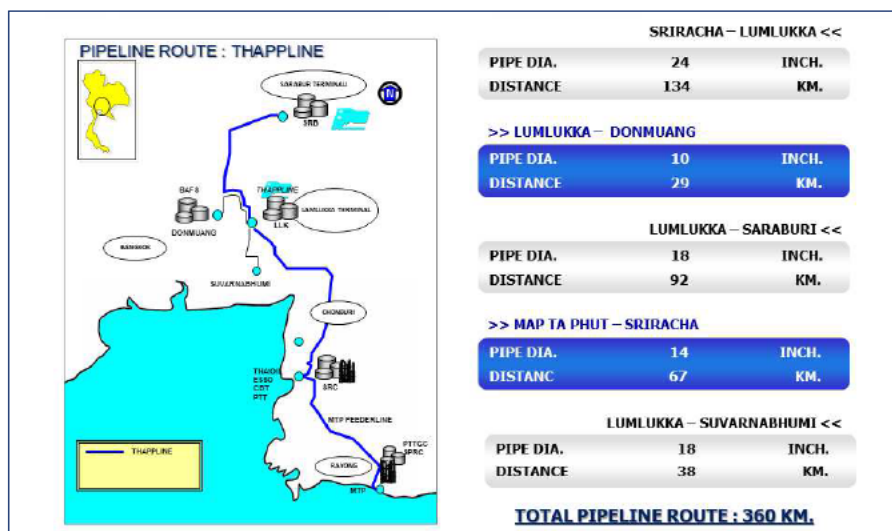 PIPELINE ROUTE : THAPPLINE
SARABURI TERMINAL
SRB
BAFS
DONMUANG
THAPPLINE
LLK
LAMLUKKA TERMINAL
BANGKOK
SUVARNABHUMI
CHONBURI
THAIOIL
ESSO
PTT
SRC
MTP FEEDERLINE
PTTGC
SPRC
RAYONG
MTP
THAPPLINE
SRIRACHA – LUMLUKKA <<
PIPE DIA. 24 INCH.
DISTANCE 134 KM.
>> LUMLUKKA – DONMUANG
PIPE DIA. 10 INCH.
DISTANCE 29 KM.
LUMLUKKA – SARABURI <<
PIPE DIA. 18 INCH.
DISTANCE 92 KM.
>> MAP TA PHUT – SRIRACHA
PIPE DIA. 14 INCH.
DISTANC 67 KM.
LUMLUKKA – SUVARNABHUMI <<
PIPE DIA. 18 INCH.
DISTANCE 38 KM.
TOTAL PIPELINE ROUTE : 360 KM.